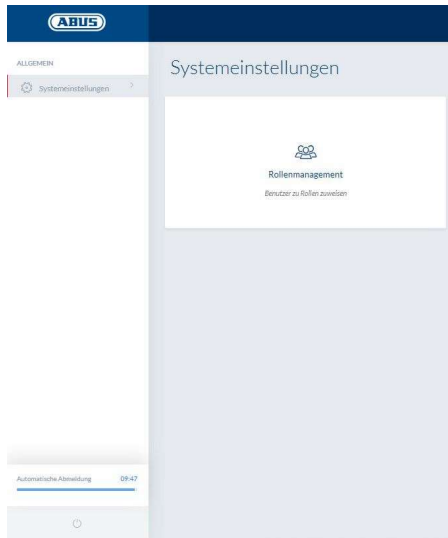 ABUS
ALLGEMEIN
Systemeinstellungen
Systemeinstellungen
Rollenmanagement
Benutzer zu Rollen zuweisen
Automatische Abmeldung 09:47